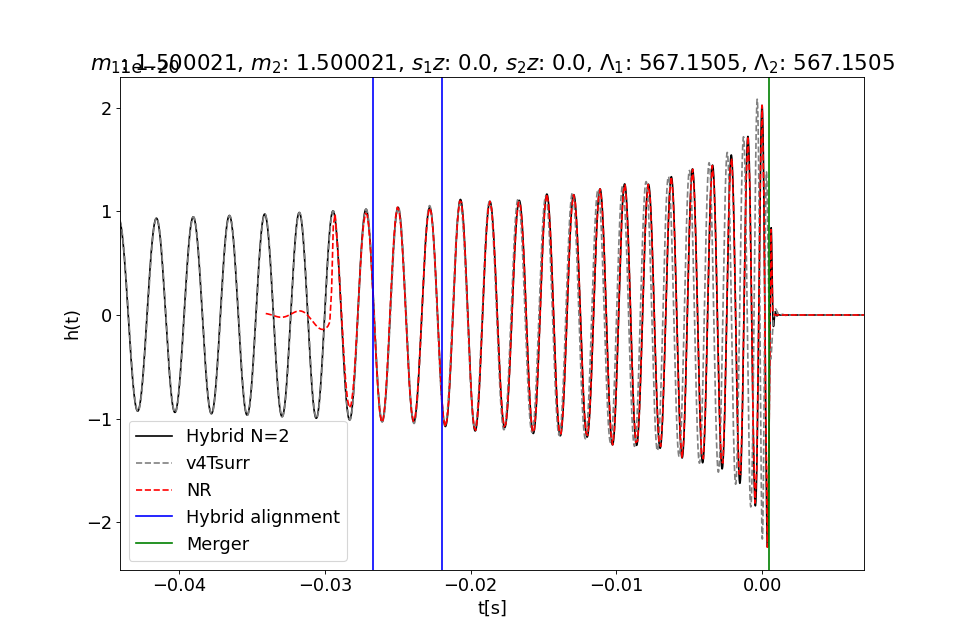 m₁: 1.500021, m₂: 1.500021, s₁z: 0.0, s₂z: 0.0, Λ₁: 567.1505, Λ₂: 567.1505
1e−20
2
1
0
−1
−2
h(t)
Hybrid N=2
v4Tsurr
NR
Hybrid alignment
Merger
−0.04 −0.03 −0.02 −0.01 0.00
t[s]